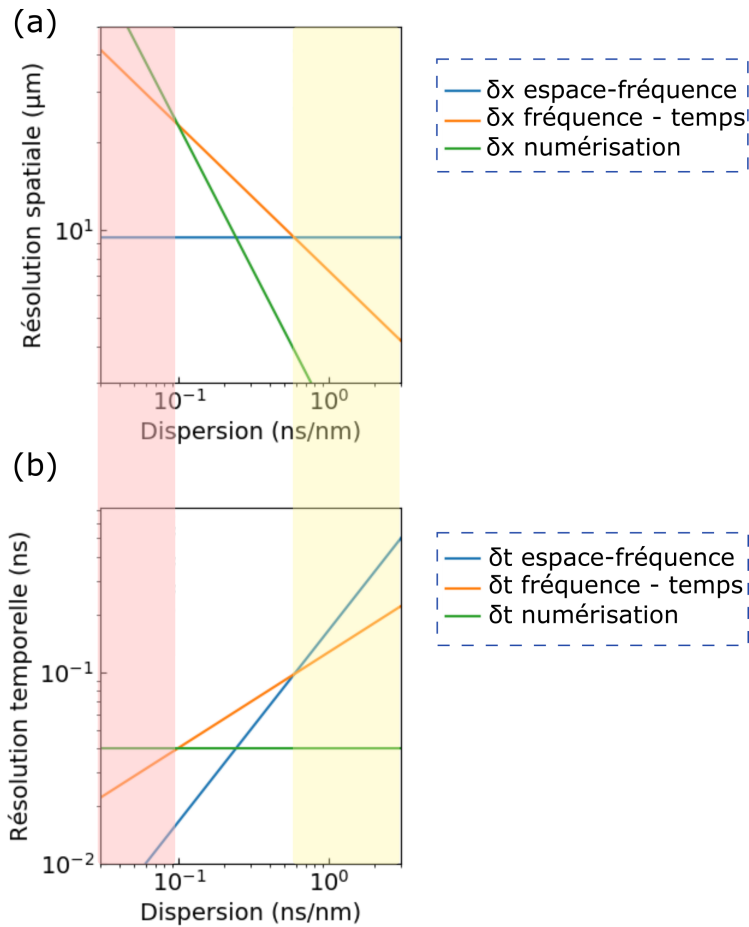 (a)
Résolution spatiale (µm)
10¹
10⁻¹ 10⁰
Dispersion (ns/nm)
δx espace-fréquence
δx fréquence - temps
δx numérisation
(b)
Résolution temporelle (ns)
10⁻¹
10⁻²
10⁻¹ 10⁰
Dispersion (ns/nm)
δt espace-fréquence
δt fréquence - temps
δt numérisation